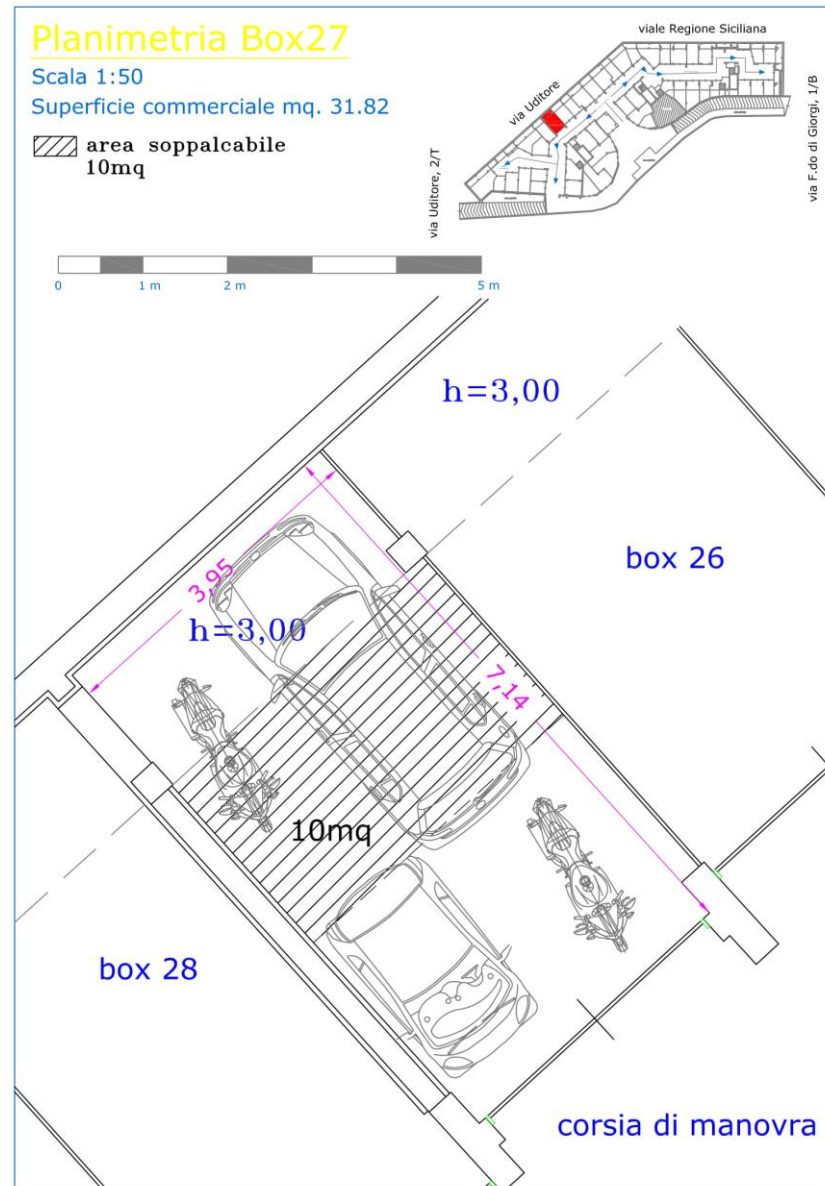 Planimetria Box27
Scala 1:50
Superficie commerciale mq. 31.82
area soppalcabile
10mq
viale Regione Siciliana
via Uditore
via Uditore, 2/T
via F.do di Giorgi, 1/B
0 1 m 2 m 5 m
h=3,00
box 26
3,95
h=3,00
7,14
10mq
box 28
corsia di manovra